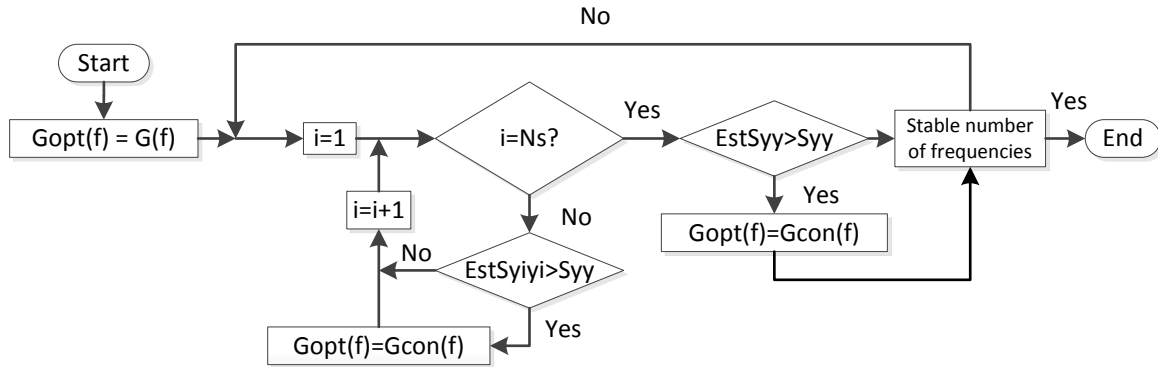 No
Start
Gopt(f) = G(f)
i=1
i=Ns?
Yes
EstSyy>Syy
Stable number
of frequencies
Yes
End
i=i+1
No
Yes
Gopt(f)=Gcon(f)
No
EstSyiyi>Syy
Yes
Gopt(f)=Gcon(f)